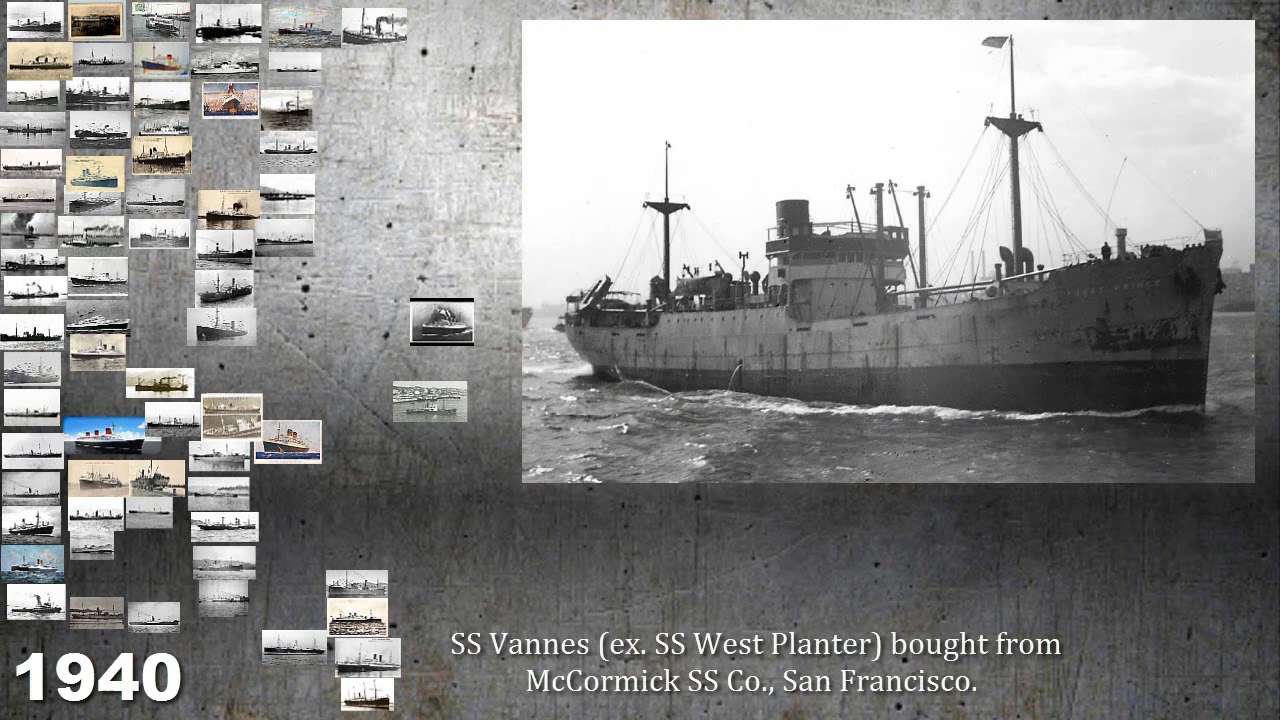 SS Vannes (ex. SS West Planter) bought from
McCormick SS Co., San Francisco.
1940